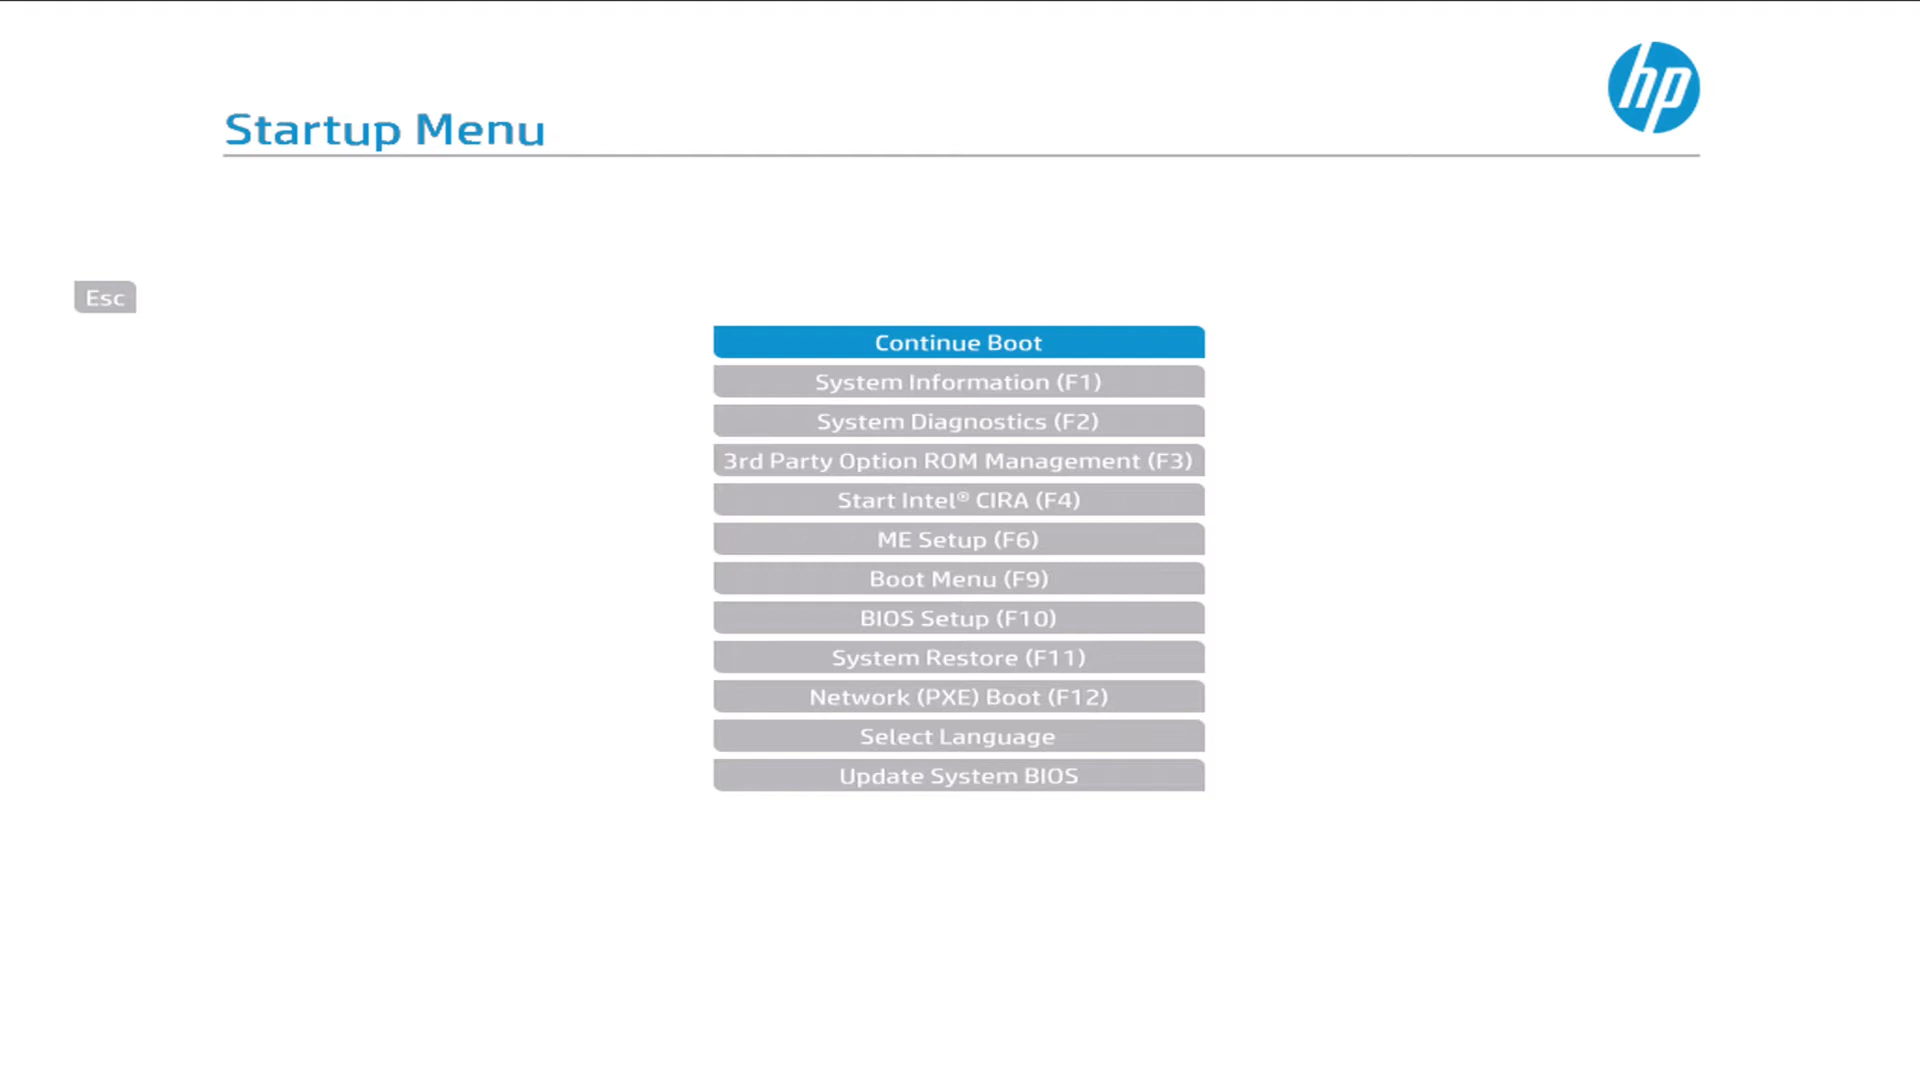 hp
Startup Menu
Esc
Continue Boot
System Information (F1)
System Diagnostics (F2)
3rd Party Option ROM Management (F3)
Start Intel® CIRA (F4)
ME Setup (F6)
Boot Menu (F9)
BIOS Setup (F10)
System Restore (F11)
Network (PXE) Boot (F12)
Select Language
Update System BIOS